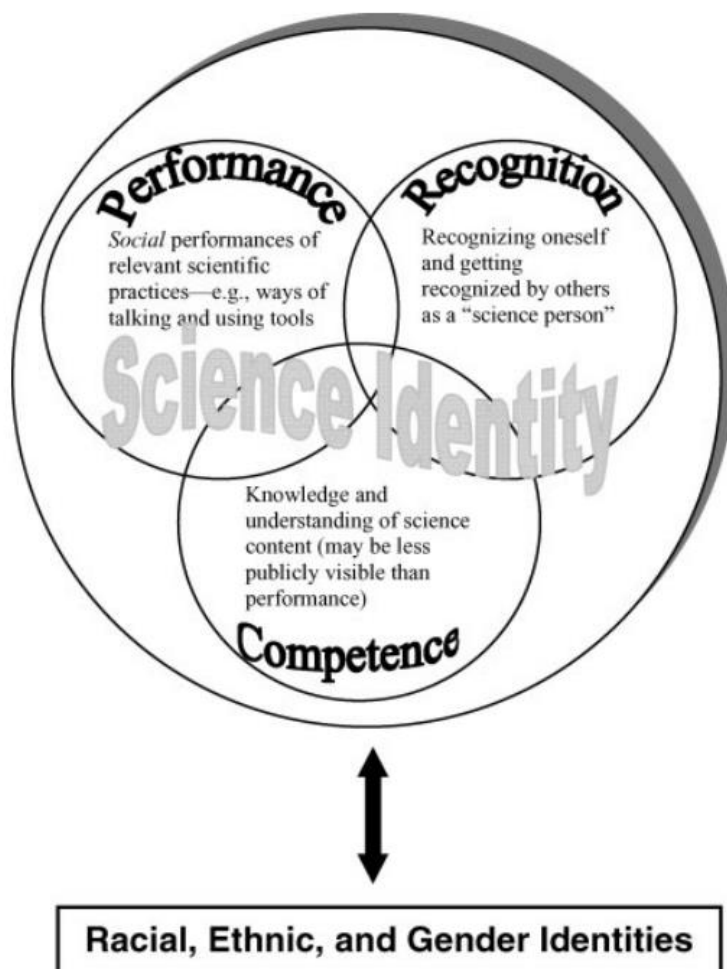 Performance
Social performances of
relevant scientific
practices—e.g., ways of
talking and using tools
Recognition
Recognizing oneself
and getting
recognized by others
as a “science person”
Science Identity
Knowledge and
understanding of science
content (may be less
publicly visible than
performance)
Competence
Racial, Ethnic, and Gender Identities